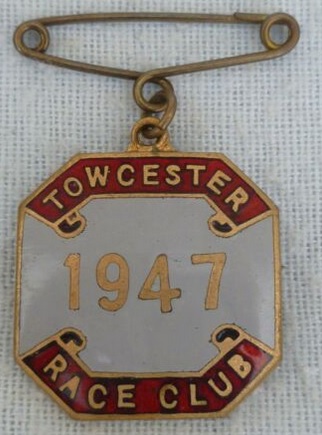 TOWCESTER
1947
RACE CLUB